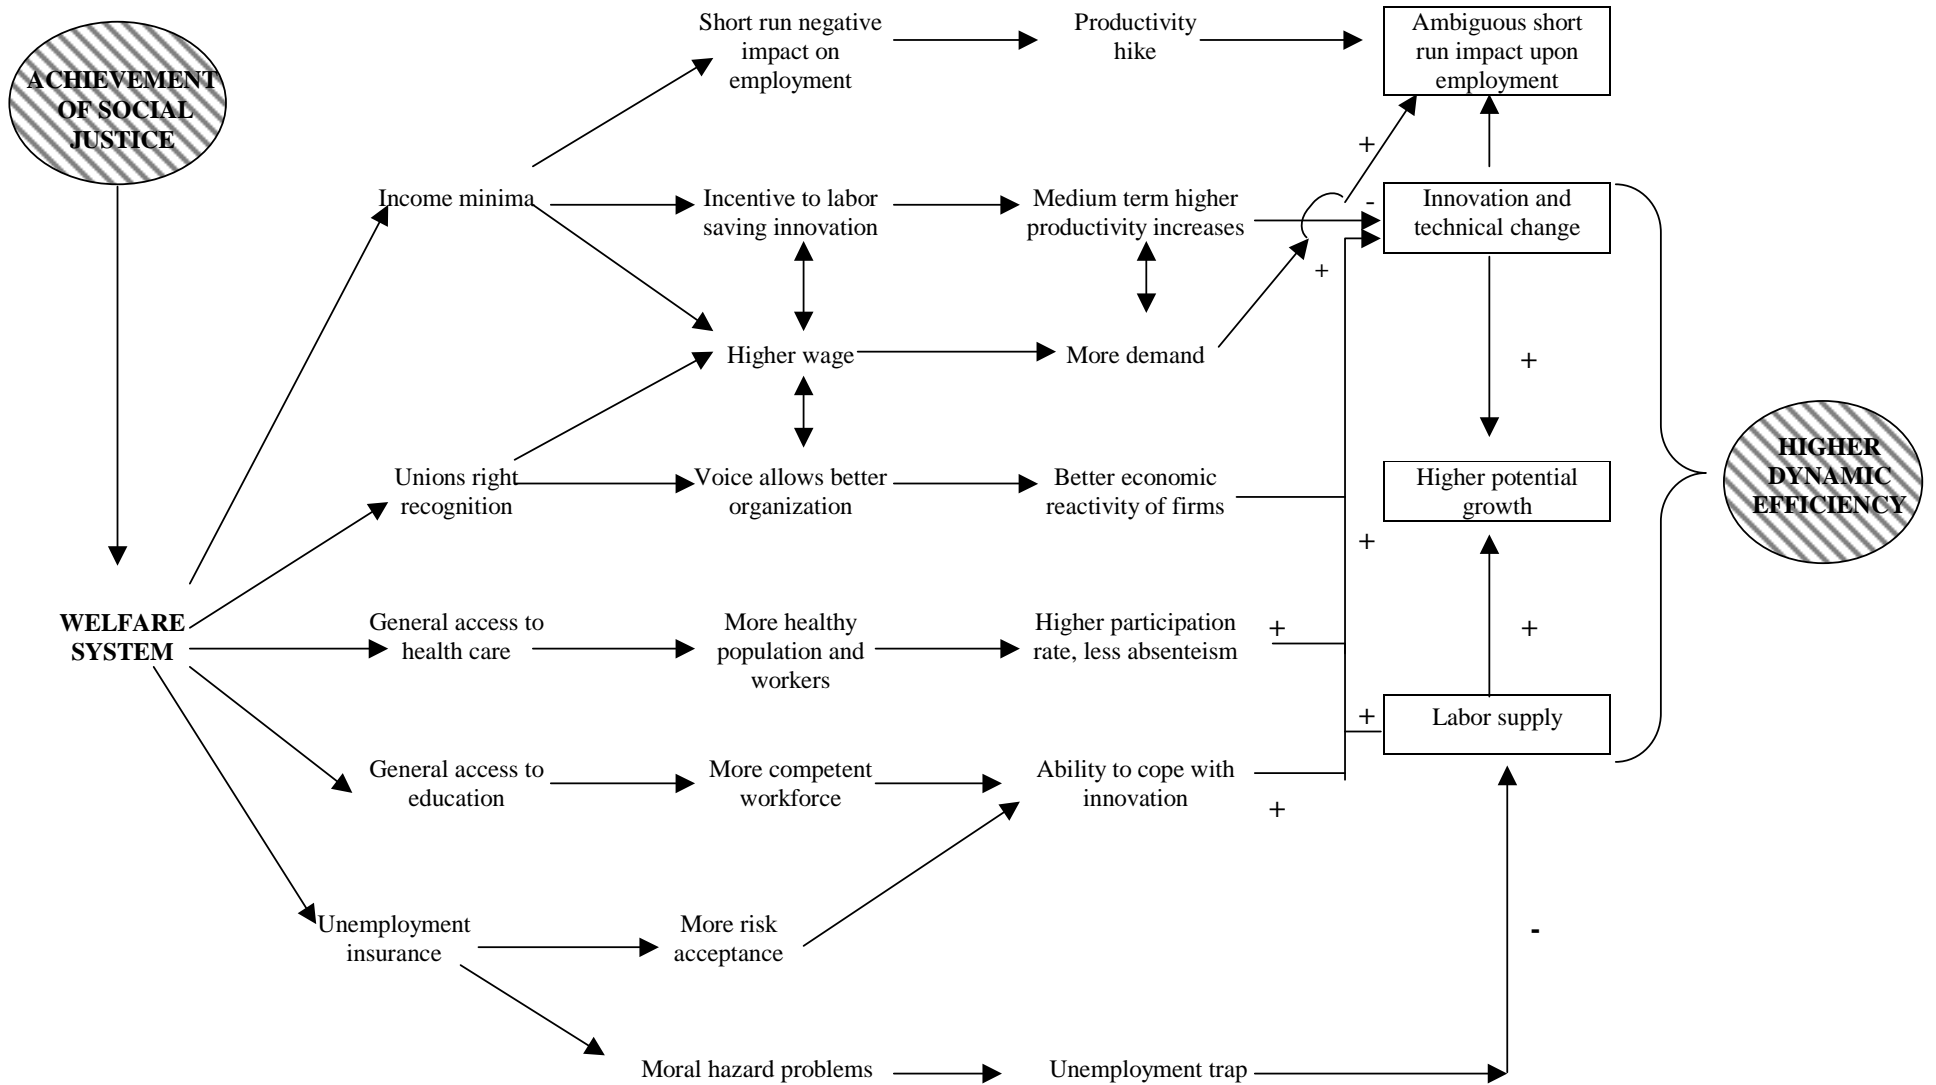 ACHIEVEMENT
OF SOCIAL
JUSTICE
WELFARE
SYSTEM
Short run negative
impact on
employment
Productivity
hike
Ambiguous short
run impact upon
employment
+
Income minima
Incentive to labor
saving innovation
Medium term higher
productivity increases
-
Innovation and
technical change
+
Higher wage
More demand
+
Unions right
recognition
Voice allows better
organization
Better economic
reactivity of firms
Higher potential
growth
HIGHER
DYNAMIC
EFFICIENCY
+
General access to
health care
More healthy
population and
workers
Higher participation
rate, less absenteism
+
+
General access to
education
More competent
workforce
Ability to cope with
innovation
+
+
Labor supply
Unemployment
insurance
More risk
acceptance
-
Moral hazard problems
Unemployment trap